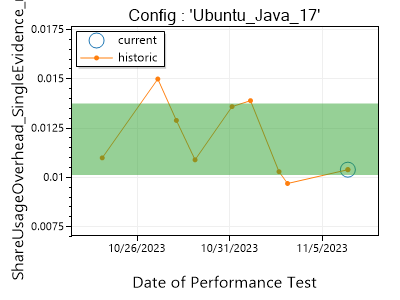 Config : 'Ubuntu_Java_17'
ShareUsageOverhead_SingleEvidence_
0.0175
0.015
0.0125
0.01
0.0075
current
historic
10/26/2023
10/31/2023
11/5/2023
Date of Performance Test